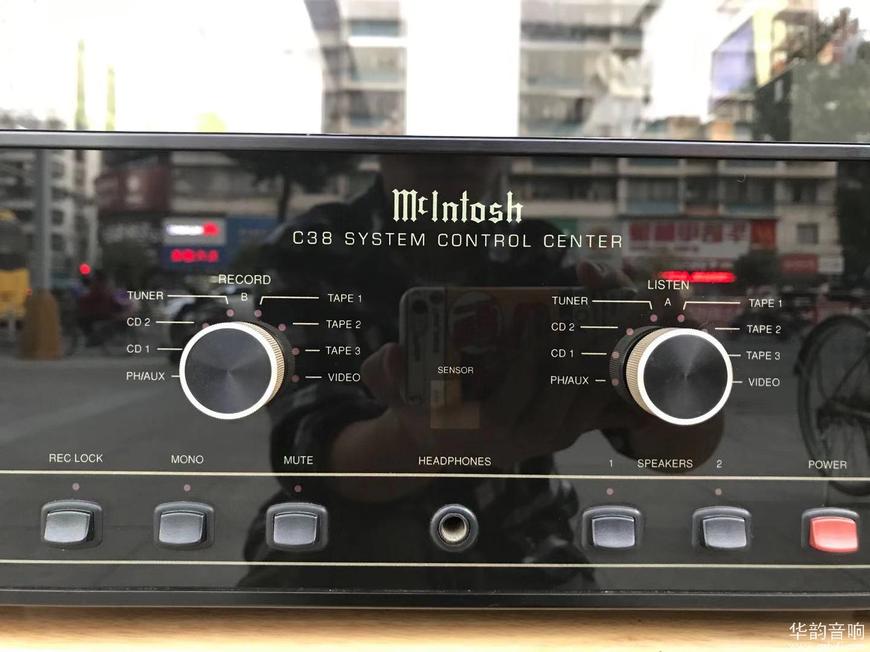 McIntosh
C38 SYSTEM CONTROL CENTER
RECORD
B
TUNER
CD 2
CD 1
PH/AUX
TAPE 1
TAPE 2
TAPE 3
VIDEO
SENSOR
LISTEN
A
TUNER
CD 2
CD 1
PH/AUX
TAPE 1
TAPE 2
TAPE 3
VIDEO
REC LOCK
MONO
MUTE
HEADPHONES
1 SPEAKERS 2
POWER
华韵音响